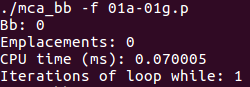 ./mca_bb -f 01a-01g.p
Bb: 0
Emplacements: 0
CPU time (ms): 0.070005
Iterations of loop while: 1